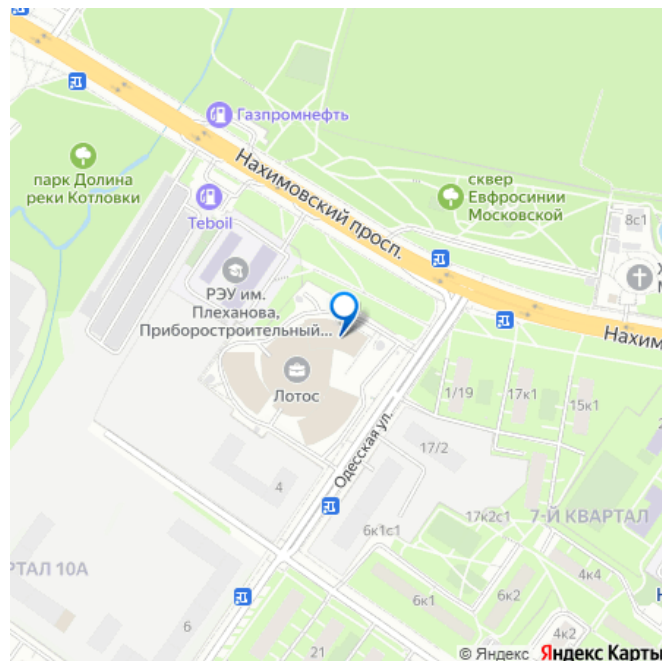 Газпромнефть
Нахимовский просп.
парк Долина
реки Котловки
сквер
Евфросинии
Московской
8с1
Teboil
РЭУ им.
Плеханова,
Приборостроительный...
Х
М
Нахим
Лотос
1/19
17к1
15к1
Одесская ул.
17/2
4
17к2с1
7-Й КВАРТАЛ
6к1с1
РТАЛ 10А
4к4
6к1
6к2
Н
6
4к2
21
© Яндекс Яндекс Карты